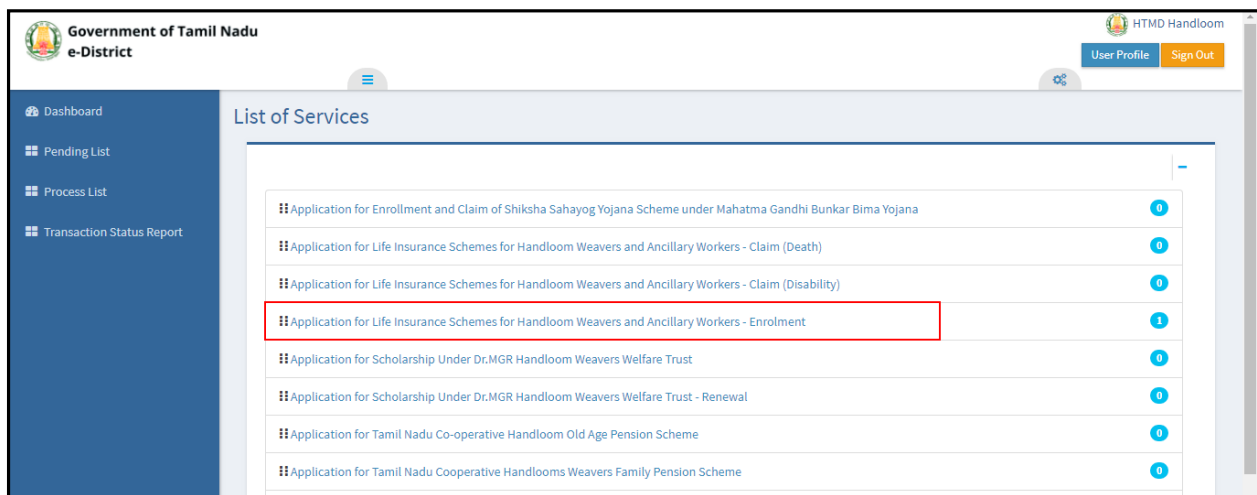 Government of Tamil Nadu
e-District
HTMD Handloom
User Profile
Sign Out
Dashboard
Pending List
Process List
Transaction Status Report
List of Services
Application for Enrollment and Claim of Shiksha Sahayog Yojana Scheme under Mahatma Gandhi Bunkar Bima Yojana 0
Application for Life Insurance Schemes for Handloom Weavers and Ancillary Workers - Claim (Death) 0
Application for Life Insurance Schemes for Handloom Weavers and Ancillary Workers - Claim (Disability) 0
Application for Life Insurance Schemes for Handloom Weavers and Ancillary Workers - Enrolment 1
Application for Scholarship Under Dr.MGR Handloom Weavers Welfare Trust 0
Application for Scholarship Under Dr.MGR Handloom Weavers Welfare Trust - Renewal 0
Application for Tamil Nadu Co-operative Handloom Old Age Pension Scheme 0
Application for Tamil Nadu Cooperative Handlooms Weavers Family Pension Scheme 0